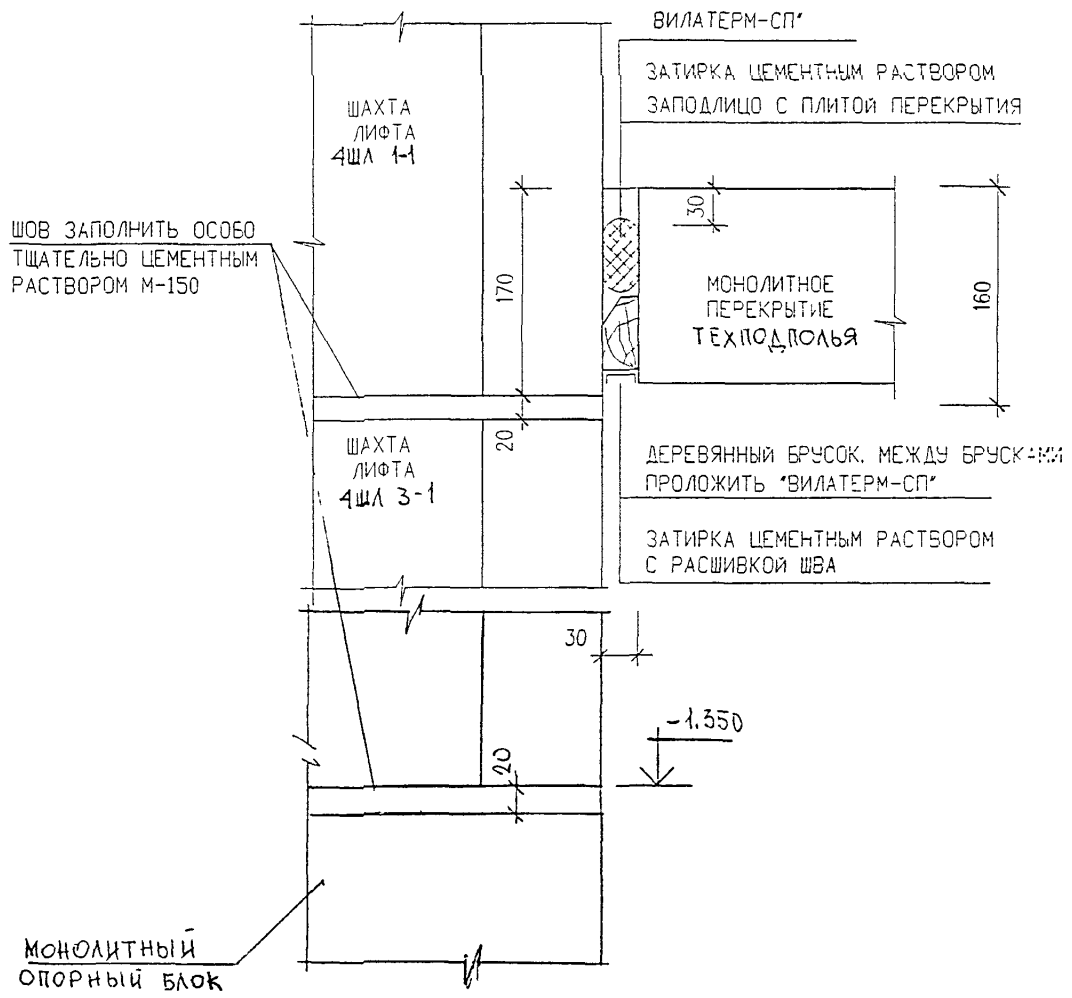 ВИЛАТЕРМ-СП"
ЗАТИРКА ЦЕМЕНТНЫМ РАСТВОРОМ
ЗАПОДЛИЦО С ПЛИТОЙ ПЕРЕКРЫТИЯ
ШАХТА
ЛИФТА
4ШЛ 1-1
ШОВ ЗАПОЛНИТЬ ОСОБО
ТЩАТЕЛЬНО ЦЕМЕНТНЫМ
РАСТВОРОМ М-150
30
170
МОНОЛИТНОЕ
ПЕРЕКРЫТИЕ
ТЕХПОДПОЛЬЯ
160
20
ШАХТА
ЛИФТА
4ШЛ 3-1
ДЕРЕВЯННЫЙ БРУСОК. МЕЖДУ БРУСКАМИ
ПРОЛОЖИТЬ "ВИЛАТЕРМ-СП"
ЗАТИРКА ЦЕМЕНТНЫМ РАСТВОРОМ
С РАСШИВКОЙ ШВА
30
-1.350
20
МОНОЛИТНЫЙ
ОПОРНЫЙ БЛОК